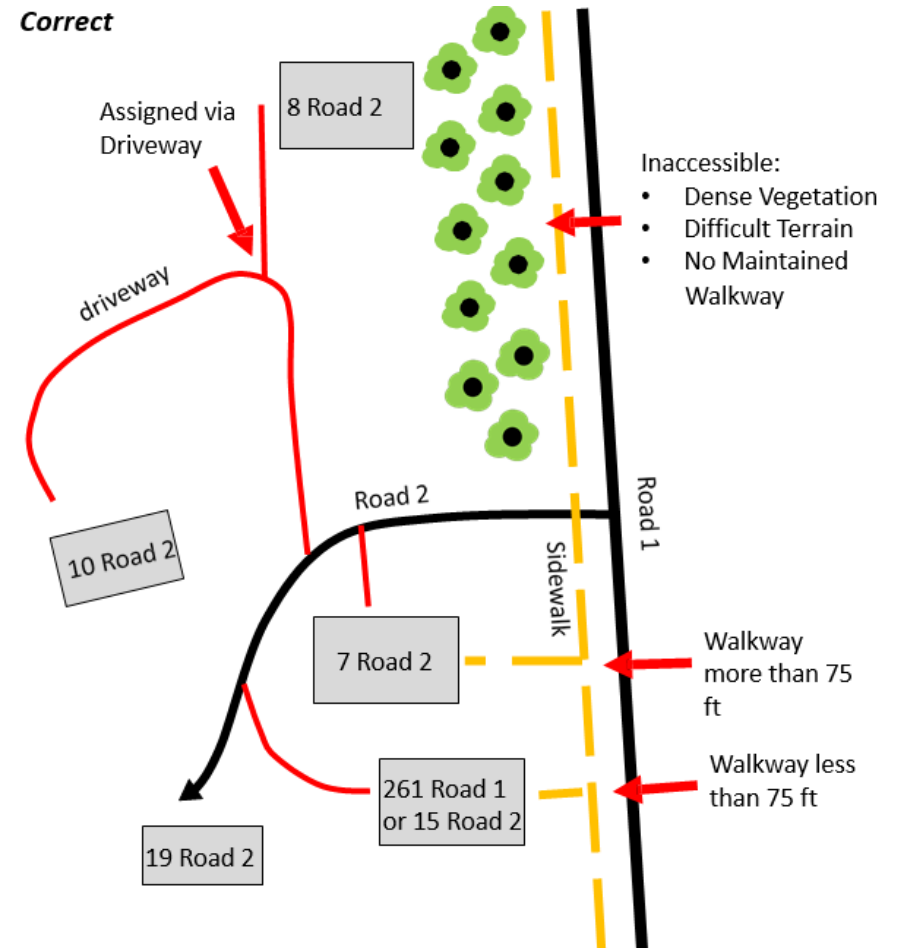 Correct
8 Road 2
Assigned via
Driveway
Inaccessible:
• Dense Vegetation
• Difficult Terrain
• No Maintained
Walkway
driveway
Road 2
Road 1
10 Road 2
Sidewalk
7 Road 2
Walkway
more than 75
ft
Walkway less
than 75 ft
261 Road 1
or 15 Road 2
19 Road 2